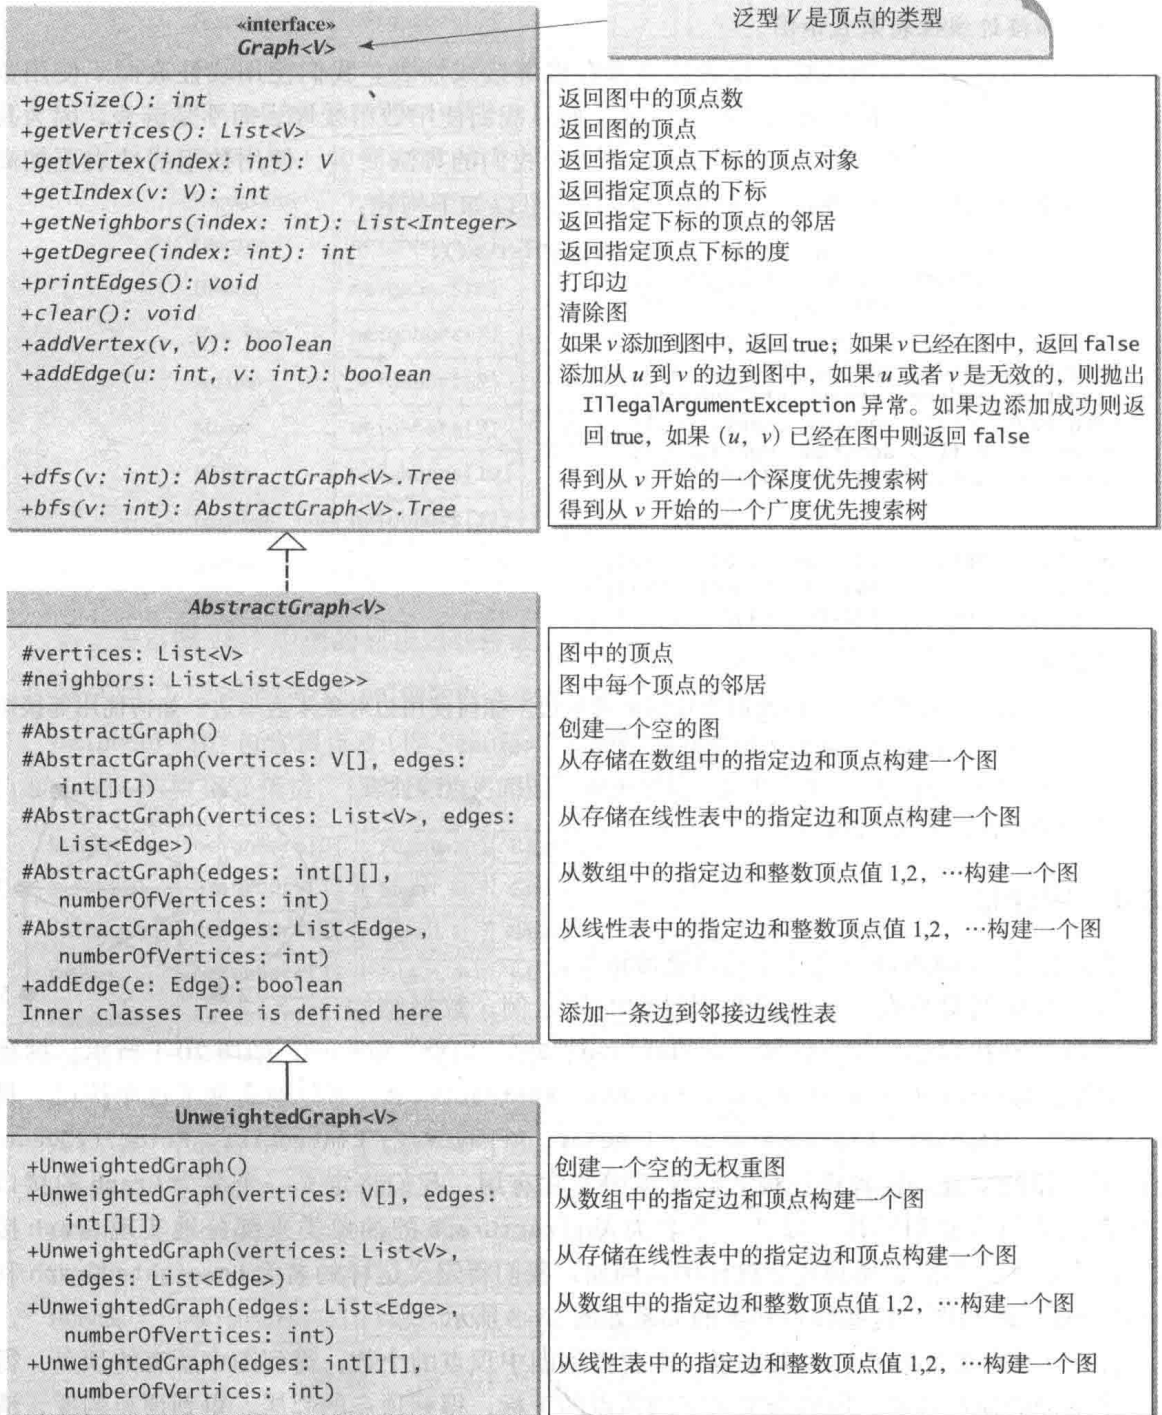 «interface»
Graph<V>
泛型 V 是顶点的类型
+getSize(): int
返回图中的顶点数
+getVertices(): List<V>
返回图的顶点
+getVertex(index: int): V
返回指定顶点下标的顶点对象
+getIndex(v: V): int
返回指定顶点的下标
+getNeighbors(index: int): List<Integer>
返回指定下标的顶点的邻居
+getDegree(index: int): int
返回指定顶点下标的度
+printEdges(): void
打印边
+clear(): void
清除图
+addVertex(v, V): boolean
如果 v 添加到图中，返回 true；如果 v 已经在图中，返回 false
+addEdge(u: int, v: int): boolean
添加从 u 到 v 的边到图中，如果 u 或者 v 是无效的，则抛出
IllegalArgumentException 异常。如果边添加成功则返
回 true，如果（u，v）已经在图中则返回 false
+dfs(v: int): AbstractGraph<V>.Tree
得到从 v 开始的一个深度优先搜索树
+bfs(v: int): AbstractGraph<V>.Tree
得到从 v 开始的一个广度优先搜索树
AbstractGraph<V>
#vertices: List<V>
图中的顶点
#neighbors: List<List<Edge>>
图中每个顶点的邻居
#AbstractGraph()
创建一个空的图
#AbstractGraph(vertices: V[], edges:
int[][])
从存储在数组中的指定边和顶点构建一个图
#AbstractGraph(vertices: List<V>, edges:
List<Edge>)
从存储在线性表中的指定边和顶点构建一个图
#AbstractGraph(edges: int[][],
numberOfVertices: int)
从数组中的指定边和整数顶点值 1,2，…构建一个图
#AbstractGraph(edges: List<Edge>,
numberOfVertices: int)
从线性表中的指定边和整数顶点值 1,2，…构建一个图
+addEdge(e: Edge): boolean
Inner classes Tree is defined here
添加一条边到邻接边线性表
UnweightedGraph<V>
+UnweightedGraph()
创建一个空的无权重图
+UnweightedGraph(vertices: V[], edges:
int[][])
从数组中的指定边和顶点构建一个图
+UnweightedGraph(vertices: List<V>,
edges: List<Edge>)
从存储在线性表中的指定边和顶点构建一个图
+UnweightedGraph(edges: List<Edge>,
numberOfVertices: int)
从数组中的指定边和整数顶点值 1,2，…构建一个图
+UnweightedGraph(edges: int[][],
numberOfVertices: int)
从线性表中的指定边和整数顶点值 1,2，…构建一个图